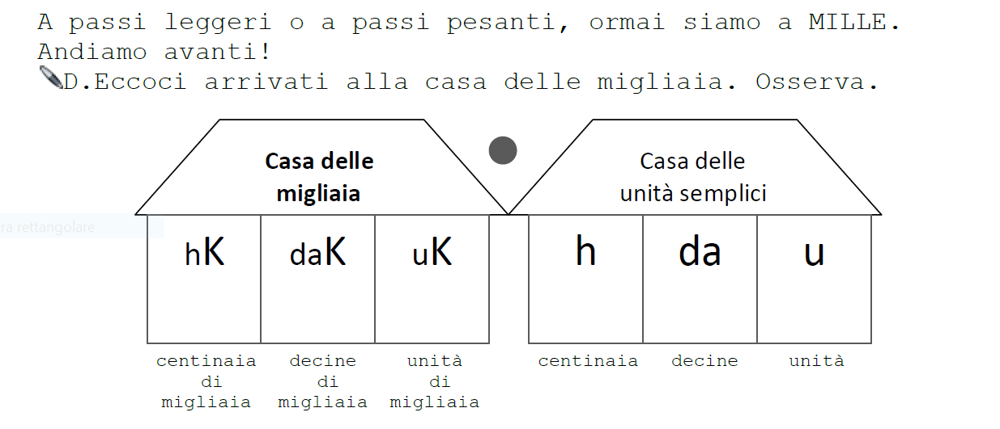 A passi leggeri o a passi pesanti, ormai siamo a MILLE.
Andiamo avanti!
D.Eccoci arrivati alla casa delle migliaia. Osserva.
Casa delle
migliaia
Casa delle
unità semplici
hK daK uK h da u
ra rettangolare
centinaia decine unità centinaia decine unità
di di di
migliaia migliaia migliaia